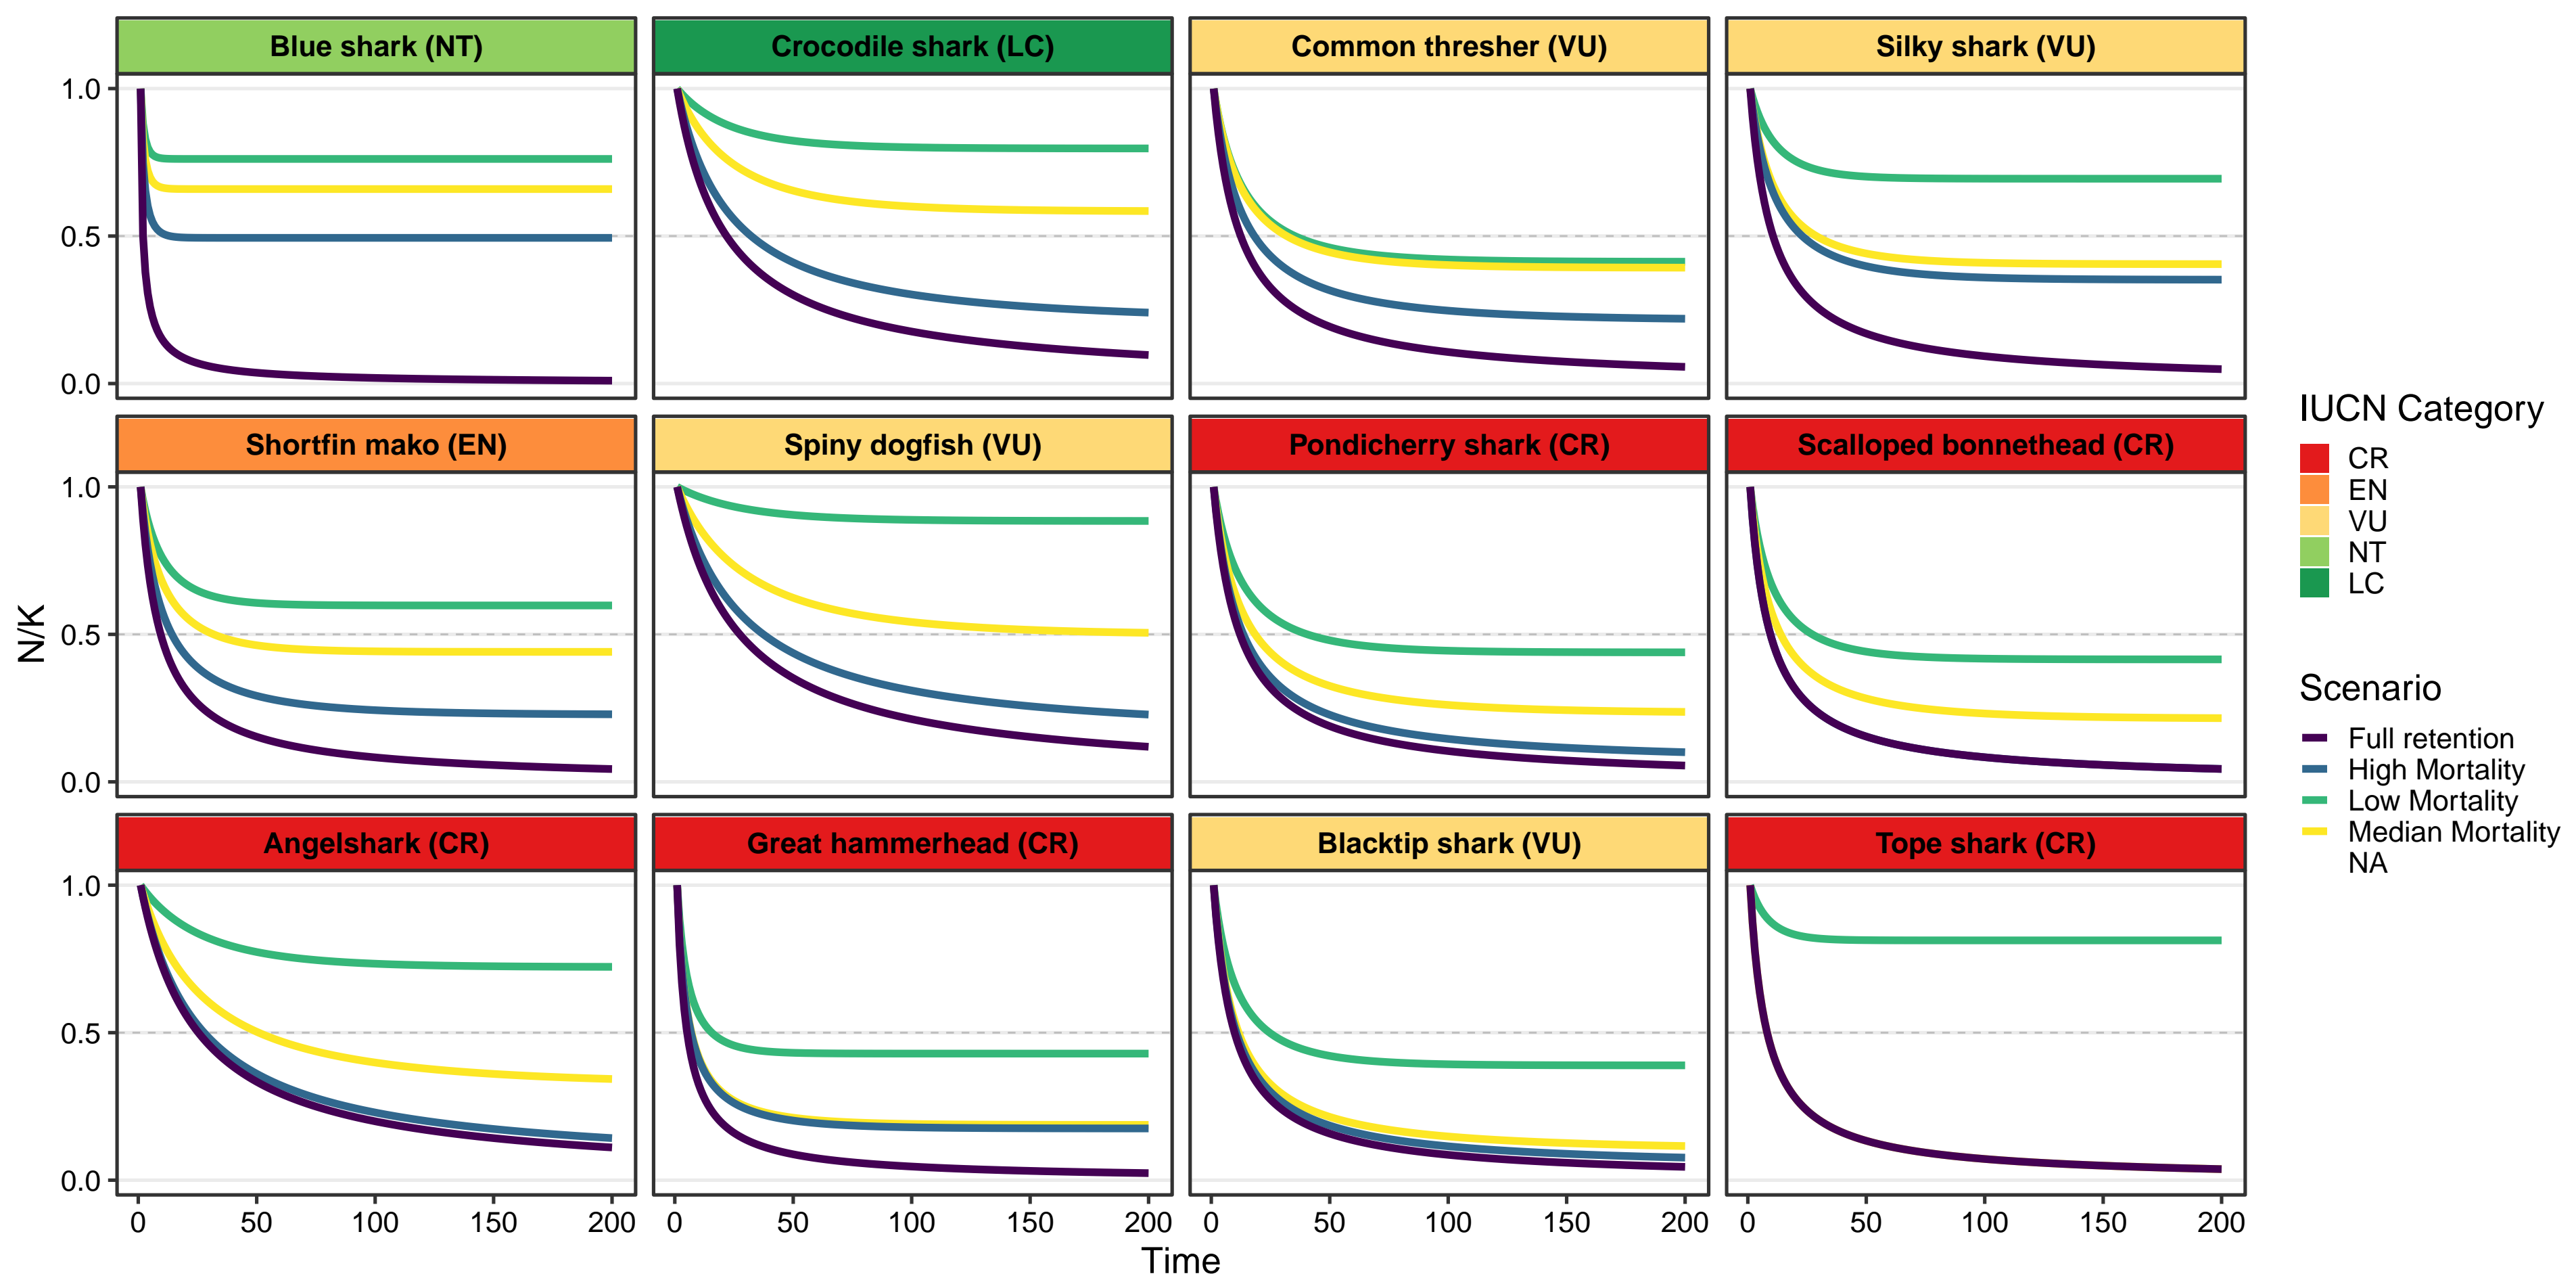 Blue shark (NT)
Crocodile shark (LC)
Common thresher (VU)
Silky shark (VU)
1.0
0.5
0.0
Shortfin mako (EN)
Spiny dogfish (VU)
Pondicherry shark (CR)
Scalloped bonnethead (CR)
1.0
0.5
0.0
N/K
Angelshark (CR)
Great hammerhead (CR)
Blacktip shark (VU)
Tope shark (CR)
1.0
0.5
0.0
0 50 100 150 200
0 50 100 150 200
0 50 100 150 200
0 50 100 150 200
Time
IUCN Category
CR
EN
VU
NT
LC
Scenario
Full retention
High Mortality
Low Mortality
Median Mortality
NA